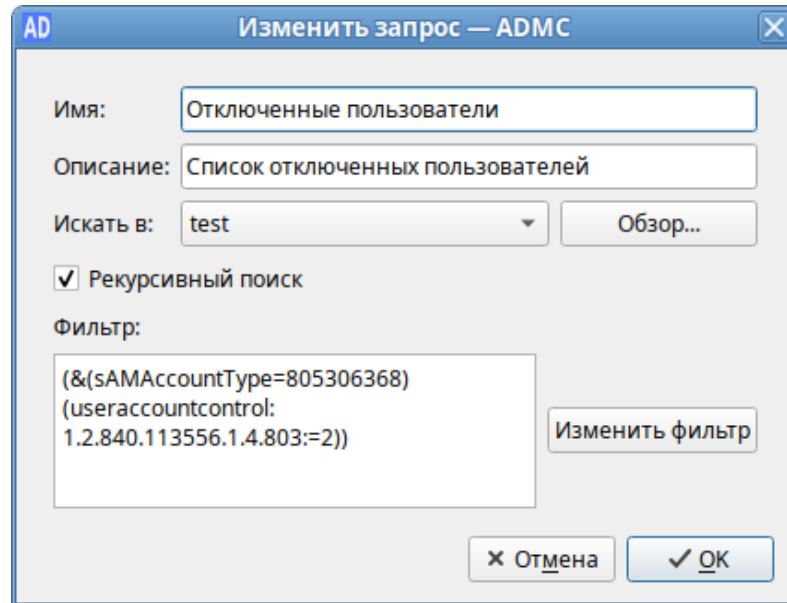 AD Изменить запрос — ADMC
Имя: Отключенные пользователи
Описание: Список отключенных пользователей
Искать в: test Обзор...
Рекурсивный поиск
Фильтр:
(&(sAMAccountType=805306368)
(useraccountcontrol:
1.2.840.113556.1.4.803:=2))
Изменить фильтр
Отмена OK